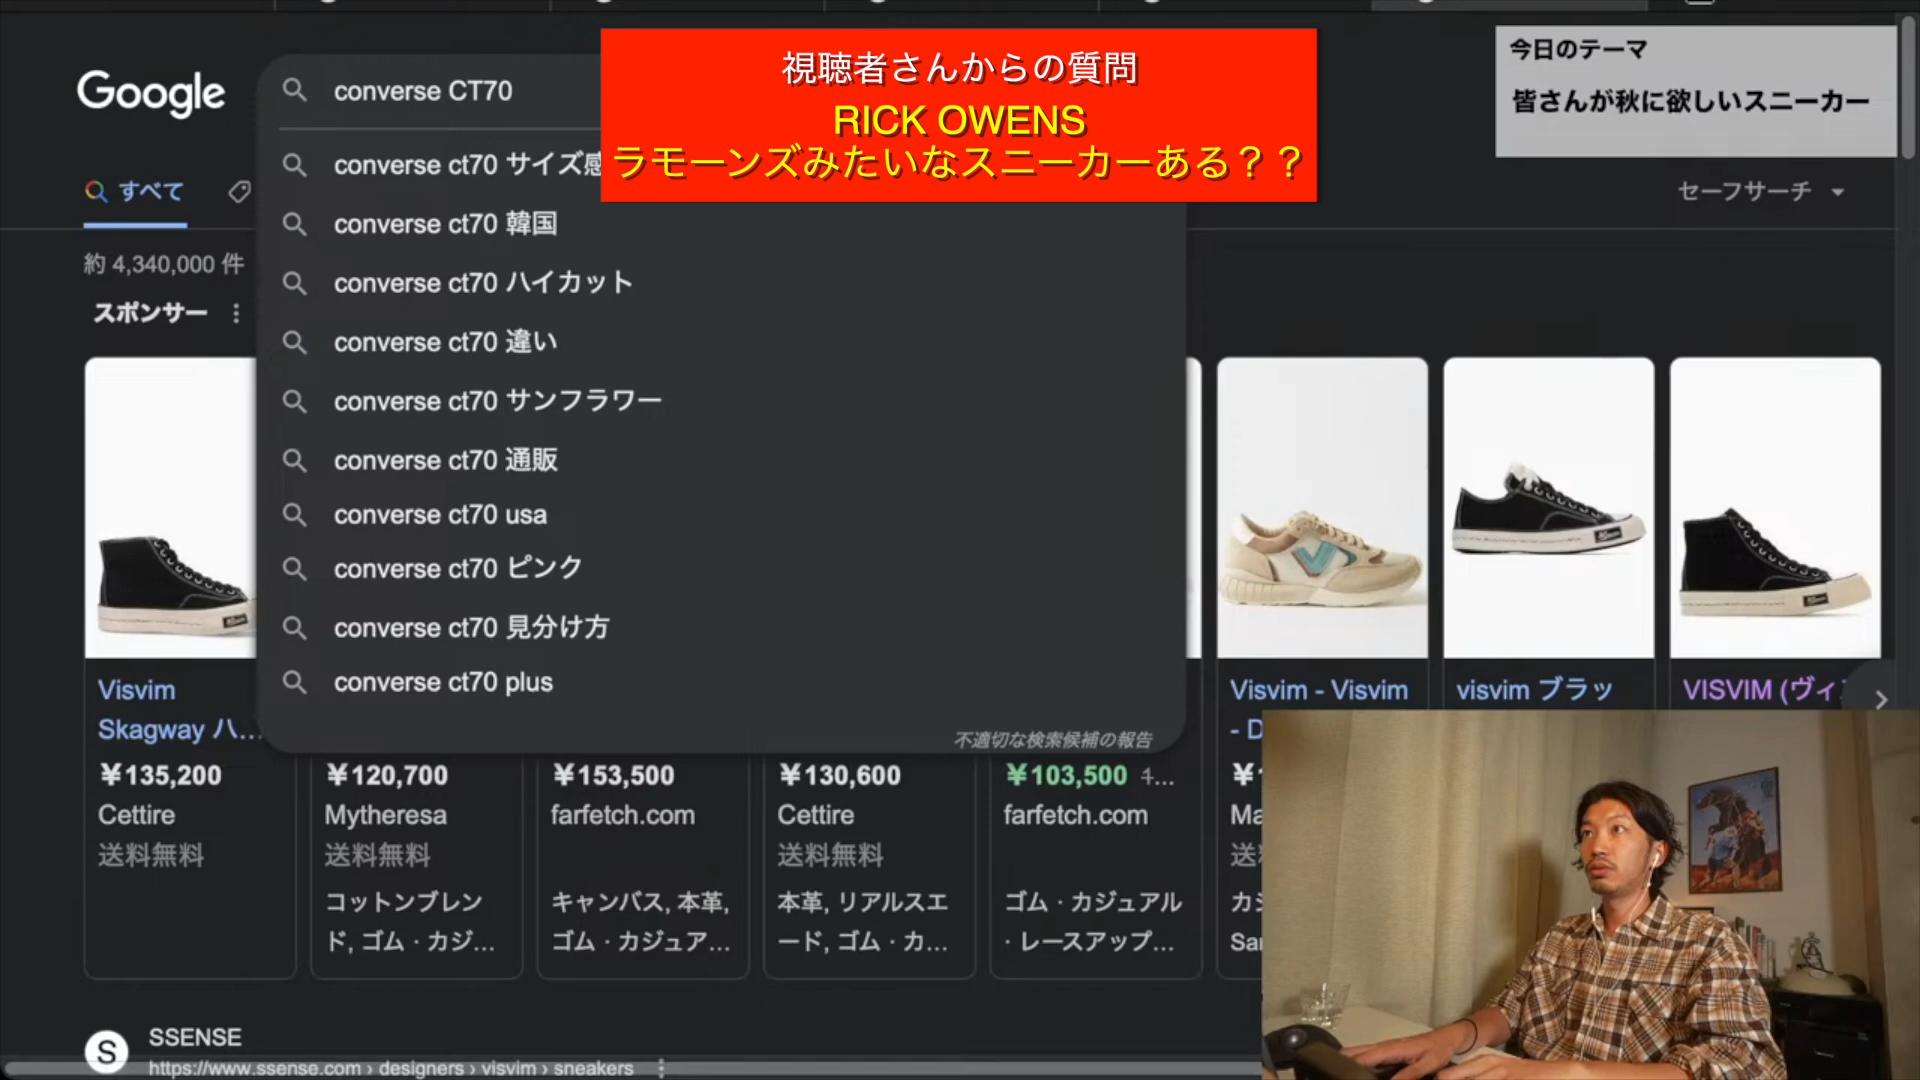 Google
converse CT70
視聴者さんからの質問
RICK OWENS
ラモーンズみたいなスニーカーある？？
今日のテーマ
皆さんが秋に欲しいスニーカー
すべて
セーフサーチ
約 4,340,000 件
スポンサー
converse ct70 サイズ感
converse ct70 韓国
converse ct70 ハイカット
converse ct70 違い
converse ct70 サンフラワー
converse ct70 通販
converse ct70 usa
converse ct70 ピンク
converse ct70 見分け方
converse ct70 plus
不適切な検索候補の報告
Visvim
Skagway ハ...
¥135,200
Cettire
送料無料
¥120,700
Mytheresa
送料無料
コットンブレン
ド, ゴム・カジ...
¥153,500
farfetch.com
キャンバス, 本革,
ゴム・カジュア...
¥130,600
Cettire
送料無料
本革, リアルスエ
ード, ゴム・カ...
¥103,500
farfetch.com
ゴム・カジュアル
・レースアップ...
Visvim - Visvim
- D
¥
Ma
visvim ブラッ
VISVIM (ヴィ
S
SSENSE
https://www.ssense.com › designers › visvim › sneakers